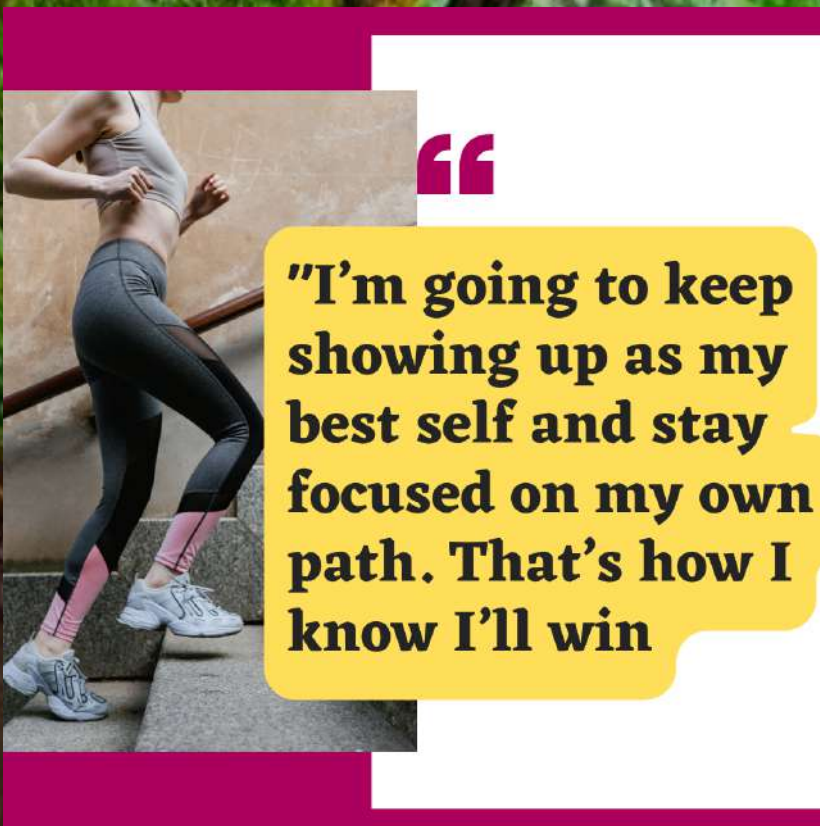 “
"I’m going to keep
showing up as my
best self and stay
focused on my own
path. That’s how I
know I’ll win